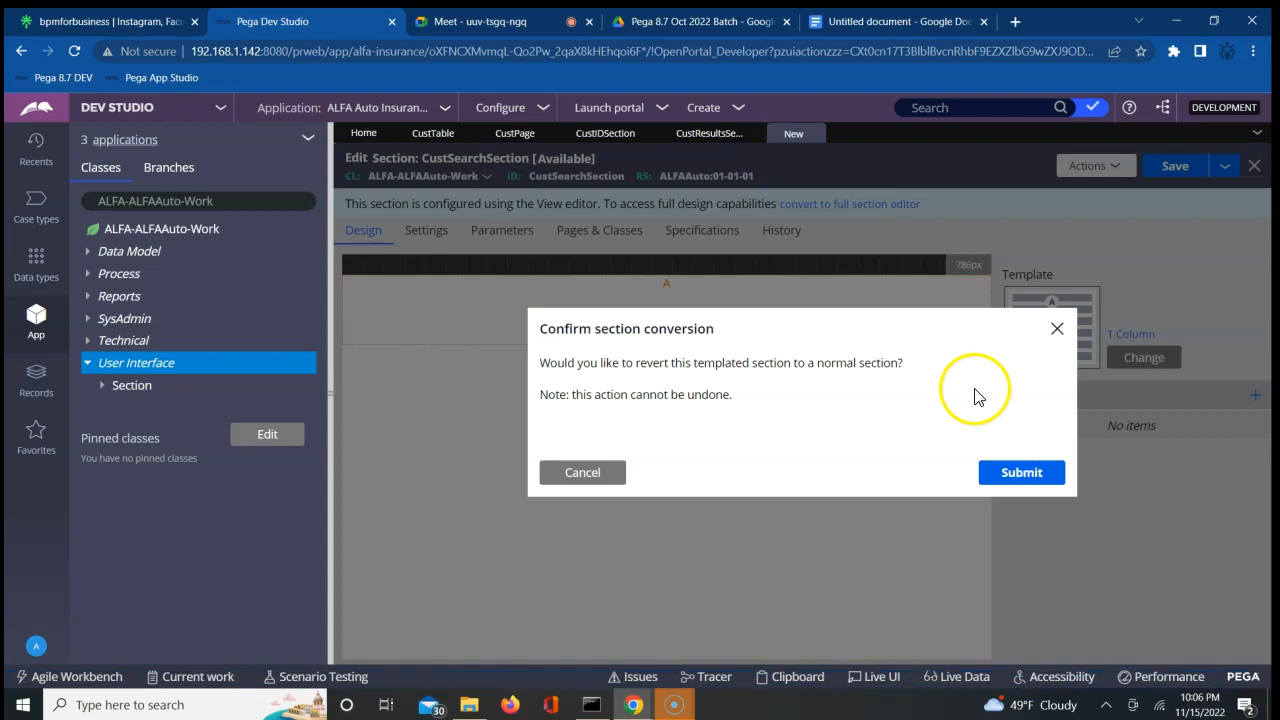 bpmforbusiness | Instagram, Fac
Pega Dev Studio
Meet - uuv-tsgq-ngq
Pega 8.7 Oct 2022 Batch - Goog
Untitled document - Google Doc
Not secure
192.168.1.142:8080/prweb/app/alfa-insurance/oXFNCXMvmqL-Qo2Pw_2qaX8kHEhqoi6F*/!OpenPortal_Developer?pzuiactionzzz=CXt0cn17T3BlblBvcnRhbF9EZXZlbG9wZXJ9OD...
Pega 8.7 DEV
Pega App Studio
DEV STUDIO
Application: ALFA Auto Insuran...
Configure
Launch portal
Create
Search
DEVELOPMENT
Recents
Case types
Data types
App
Records
Favorites
A
3 applications
Classes
Branches
ALFA-ALFAAuto-Work
ALFA-ALFAAuto-Work
Data Model
Process
Reports
SysAdmin
Technical
User Interface
Section
Pinned classes
Edit
You have no pinned classes
Home
CustTable
CustPage
CustIDSection
CustResultsSe...
New
Edit Section: CustSearchSection [Available]
CL: ALFA-ALFAAuto-Work
ID: CustSearchSection
RS: ALFAAuto:01-01-01
Actions
Save
This section is configured using the View editor. To access full design capabilities convert to full section editor
Design
Settings
Parameters
Pages & Classes
Specifications
History
786px
A
Template
A
1 Column
Change
No items
Confirm section conversion
Would you like to revert this templated section to a normal section?
Note: this action cannot be undone.
Cancel
Submit
Agile Workbench
Current work
Scenario Testing
Issues
Tracer
Clipboard
Live UI
Live Data
Accessibility
Performance
PEGA
Type here to search
30
49°F Cloudy
10:06 PM
11/15/2022
2